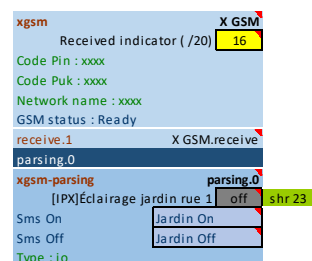 xgsm X GSM
Received indicator ( /20) 16
Code Pin : xxxx
Code Puk : xxxx
Network name : xxxx
GSM status : Ready
receive.1 X GSM.receive
parsing.0
xgsm-parsing parsing.0
[IPX]Éclairage jardin rue 1 off shr 23
Sms On Jardin On
Sms Off Jardin Off
Type : io